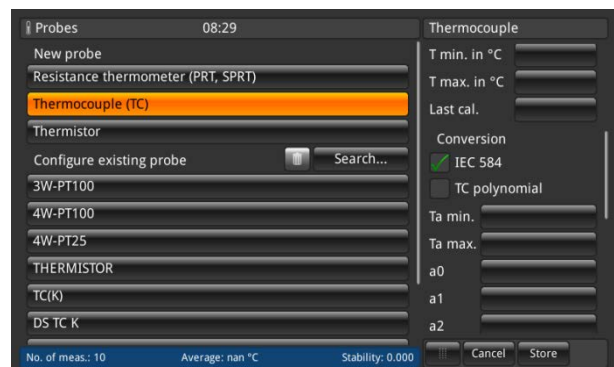 Probes 08:29
New probe
Resistance thermometer (PRT, SPRT)
Thermocouple (TC)
Thermistor
Configure existing probe Search...
3W-PT100
4W-PT100
4W-PT25
THERMISTOR
TC(K)
DS TC K
No. of meas.: 10 Average: nan °C Stability: 0.000
Thermocouple
T min. in °C
T max. in °C
Last cal.
Conversion
IEC 584
TC polynomial
Ta min.
Ta max.
a0
a1
a2
Cancel Store